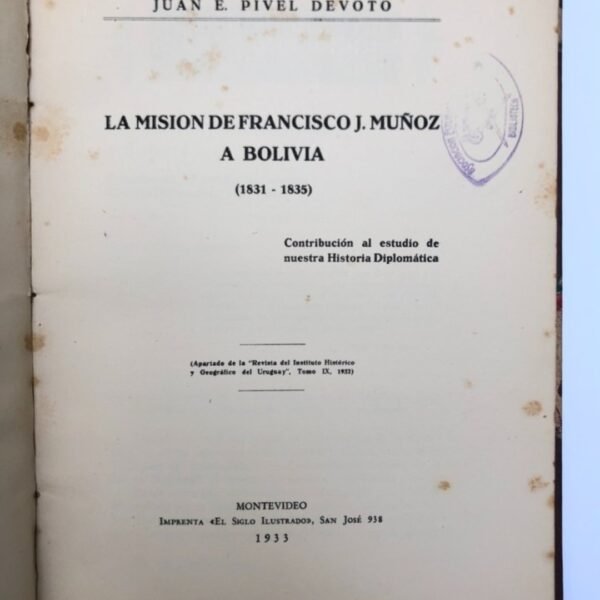 JUAN E. PIVEL DEVOTO
LA MISION DE FRANCISCO J. MUÑOZ
A BOLIVIA
(1831 - 1835)
Contribución al estudio de
nuestra Historia Diplomática
(Apartado de la "Revista del Instituto Histórico
y Geográfico del Uruguay", Tomo IX, 1932)
MONTEVIDEO
IMPRENTA «EL SIGLO ILUSTRADO», SAN JOSÉ 938
1933
BIBLIOTECA